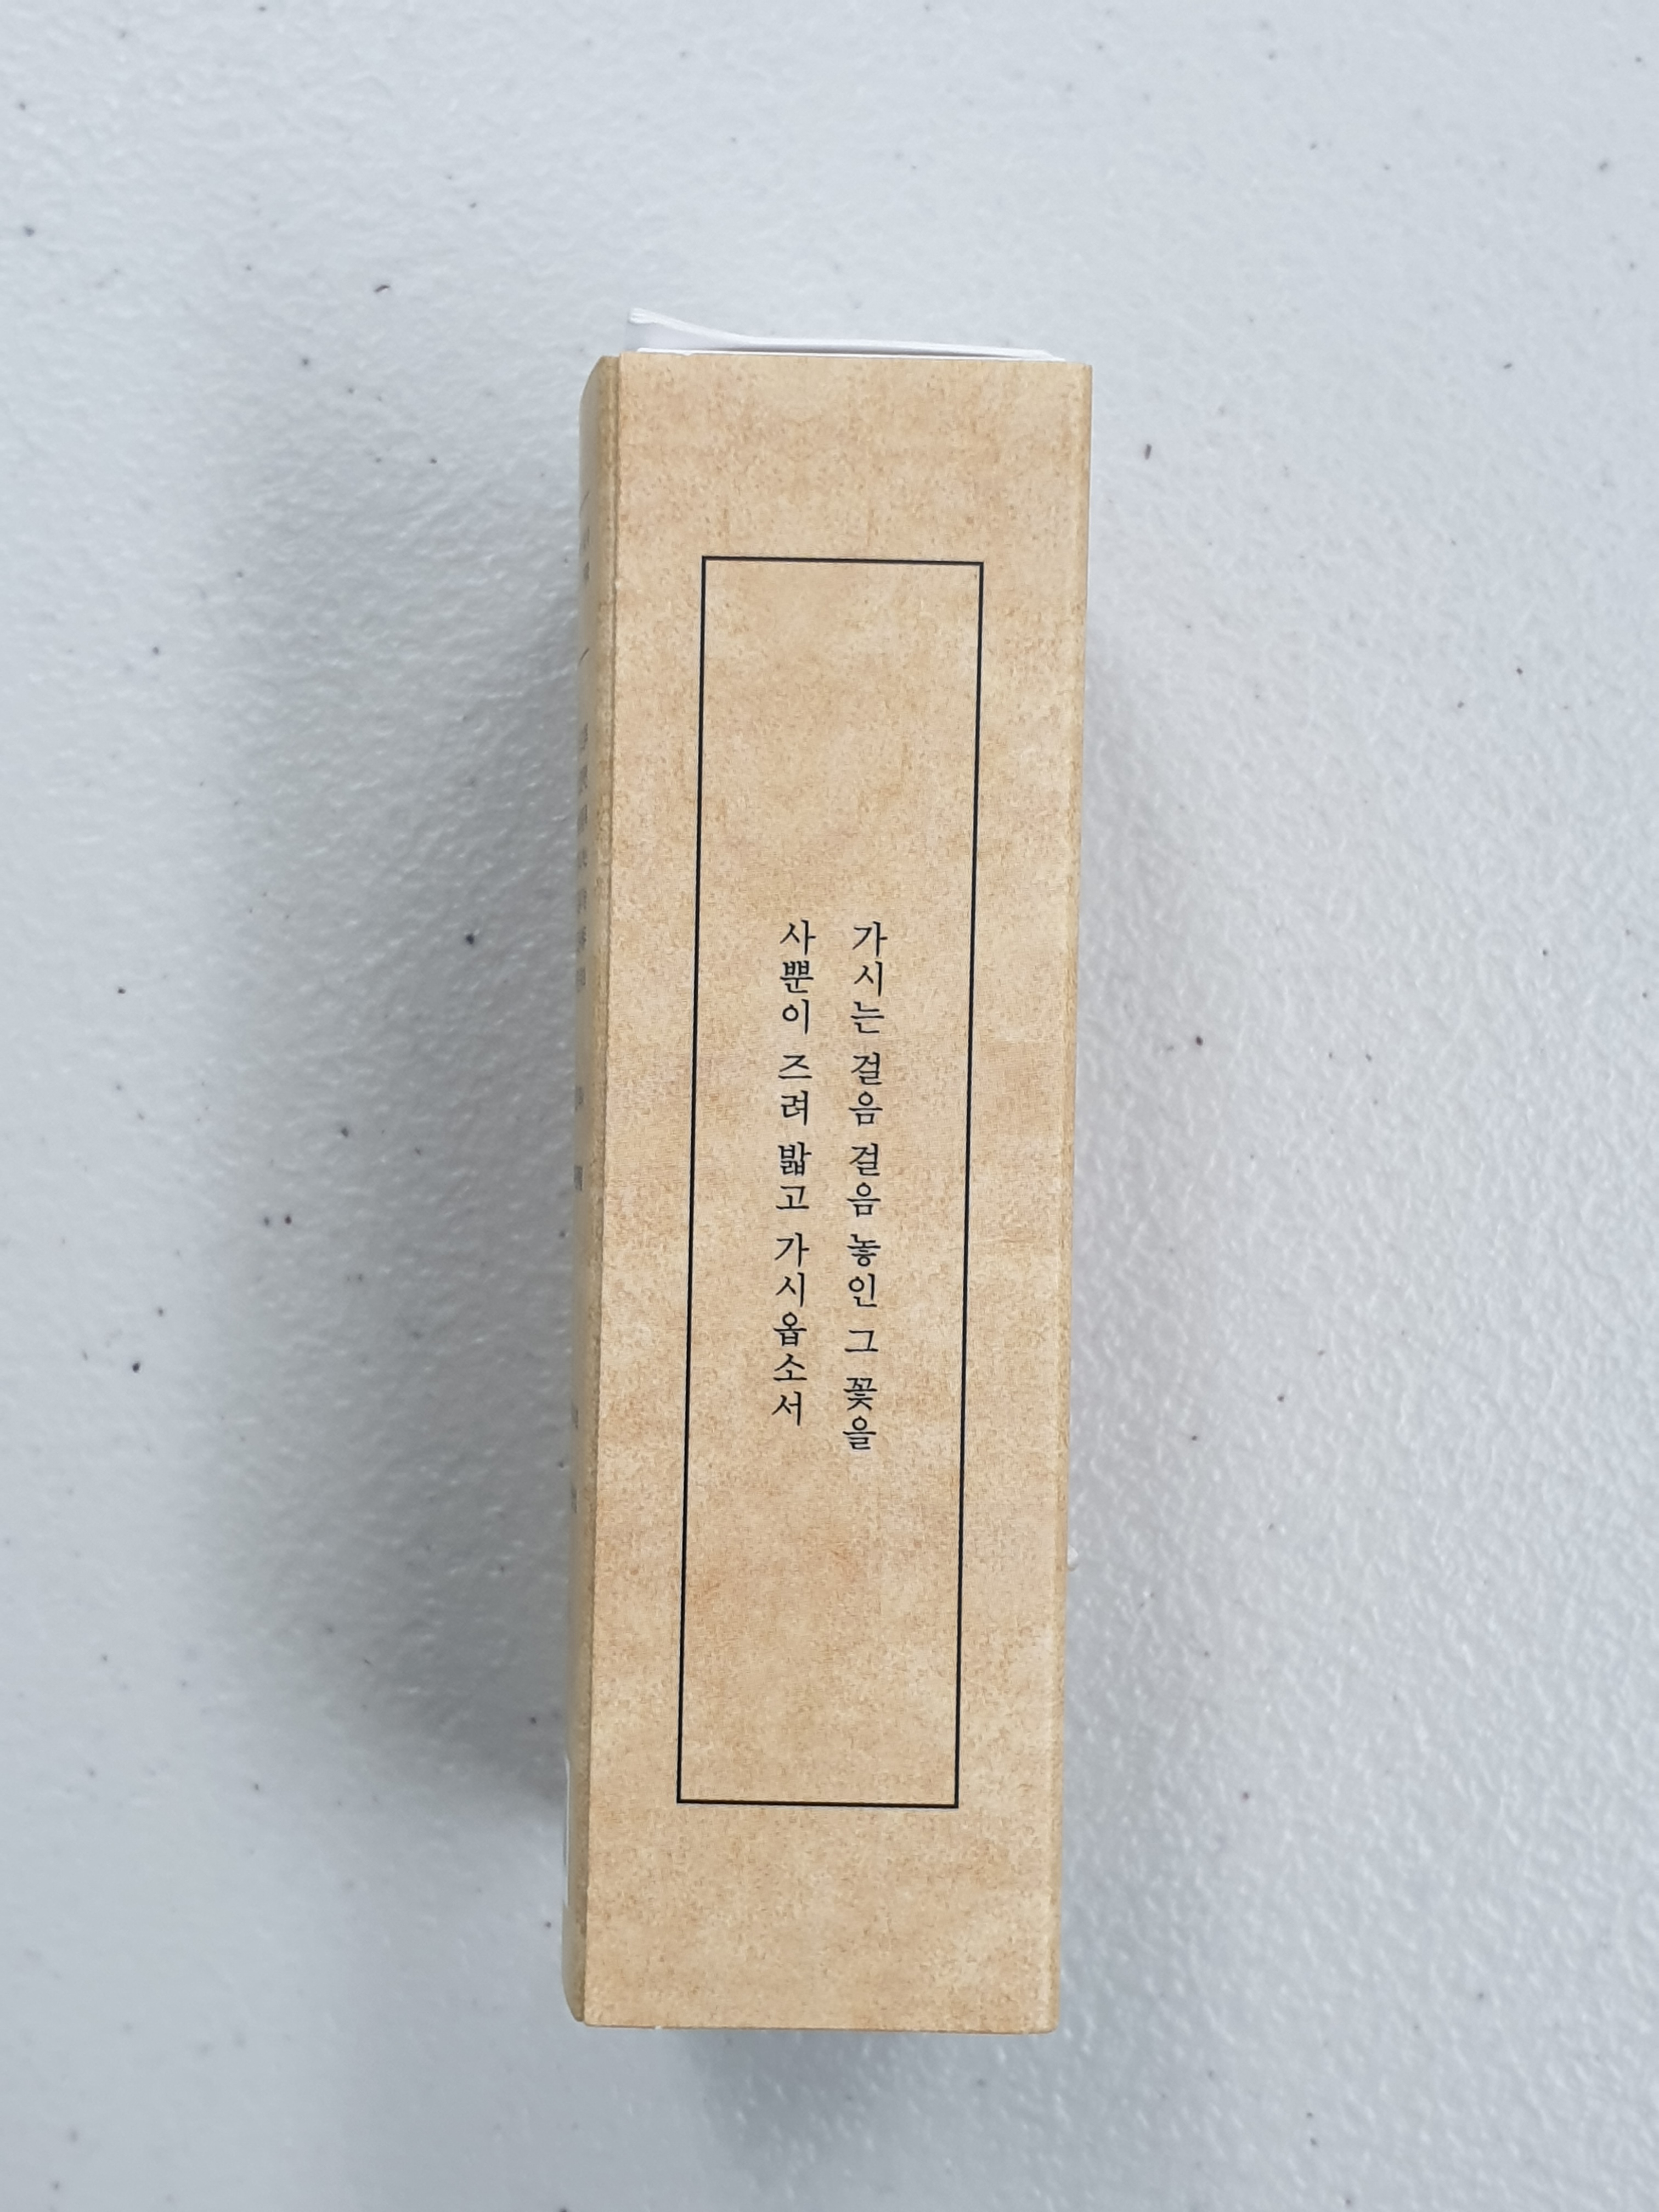 가시는 걸음 걸음 놓인 그 꽃을
사뿐이 즈려 밟고 가시옵소서